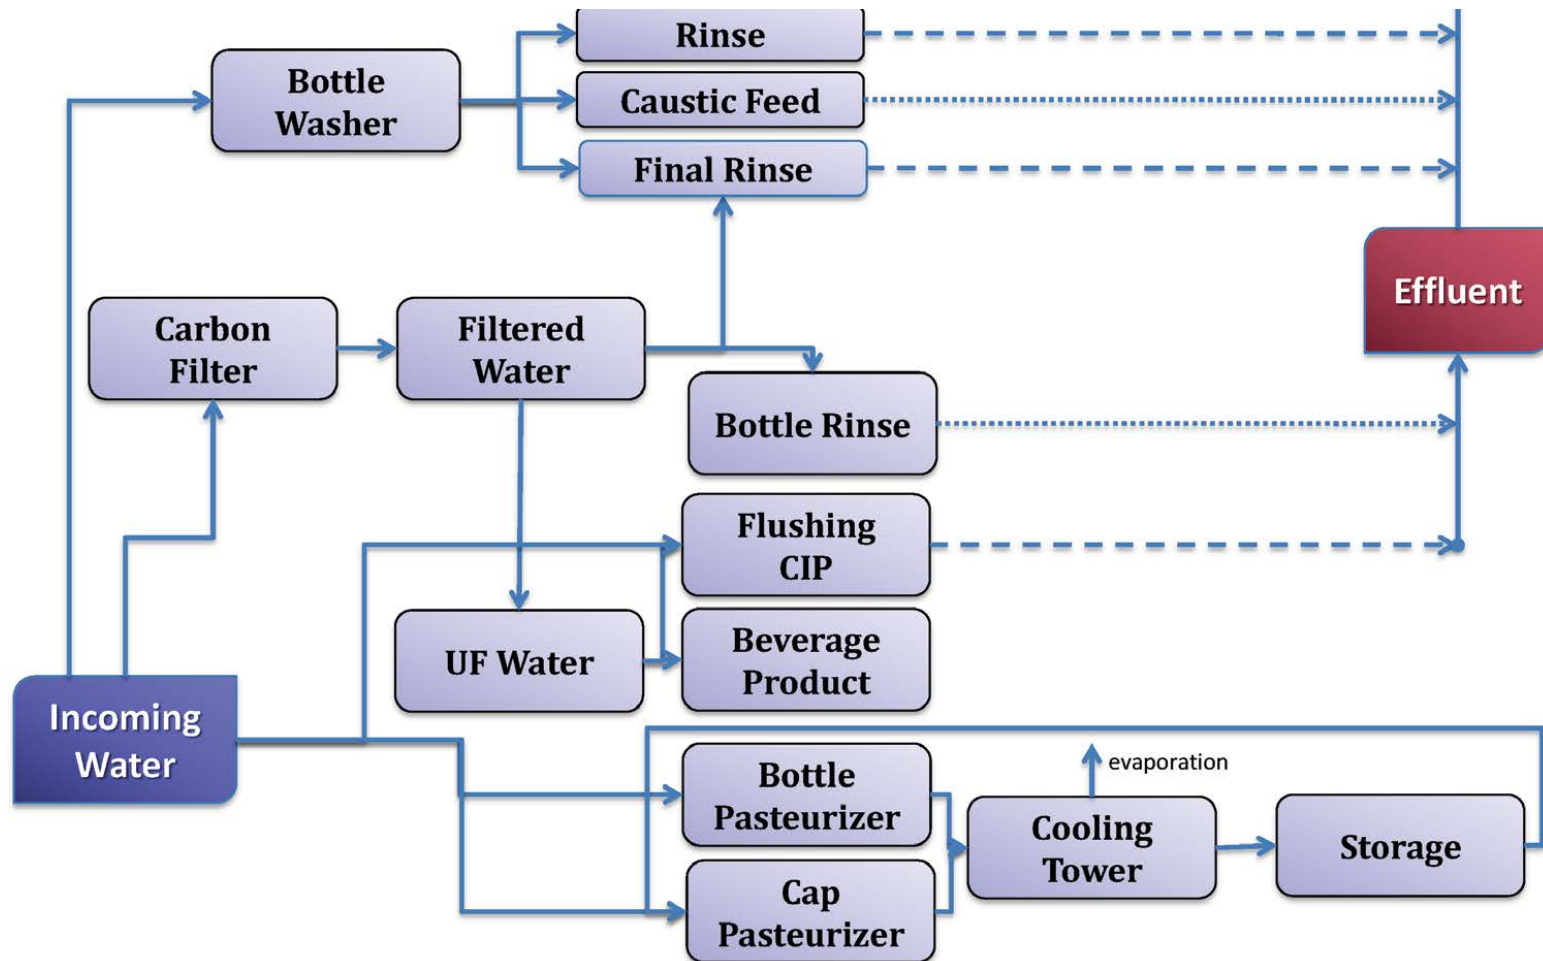 Rinse
Bottle
Washer
Caustic Feed
Final Rinse
Effluent
Carbon
Filter
Filtered
Water
Bottle Rinse
Flushing
CIP
UF Water
Beverage
Product
Incoming
Water
Bottle
Pasteurizer
evaporation
Cooling
Tower
Storage
Cap
Pasteurizer